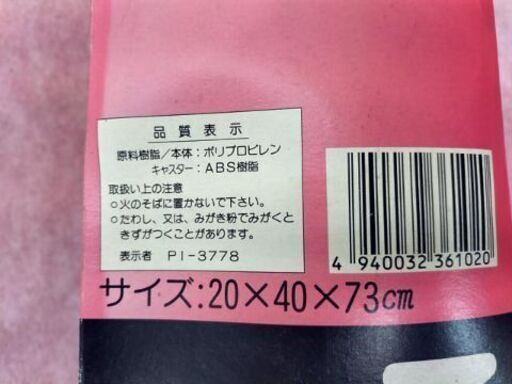 品質表示
原料樹脂/本体:ポリプロピレン
キャスター:ABS樹脂
取扱い上の注意
○火のそばに置かないで下さい。
○たわし、又は、みがき粉でみがくと
きずがつくことがあります。
表示者 PI-3778
4 940032 361020
サイズ:20×40×73cm